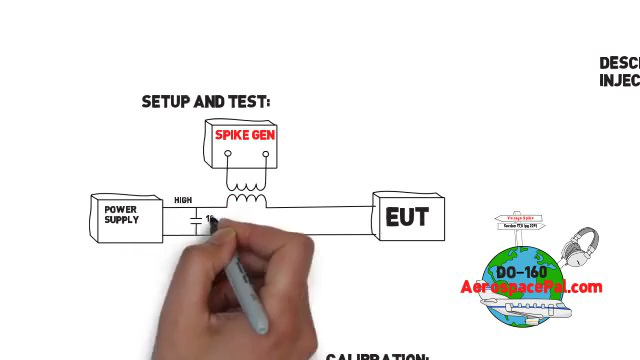 DESC
INJEC
SETUP AND TEST:
SPIKE GEN
HIGH
POWER
SUPPLY
EUT
DO-160
AerospacePal.com
CALIBRATION: